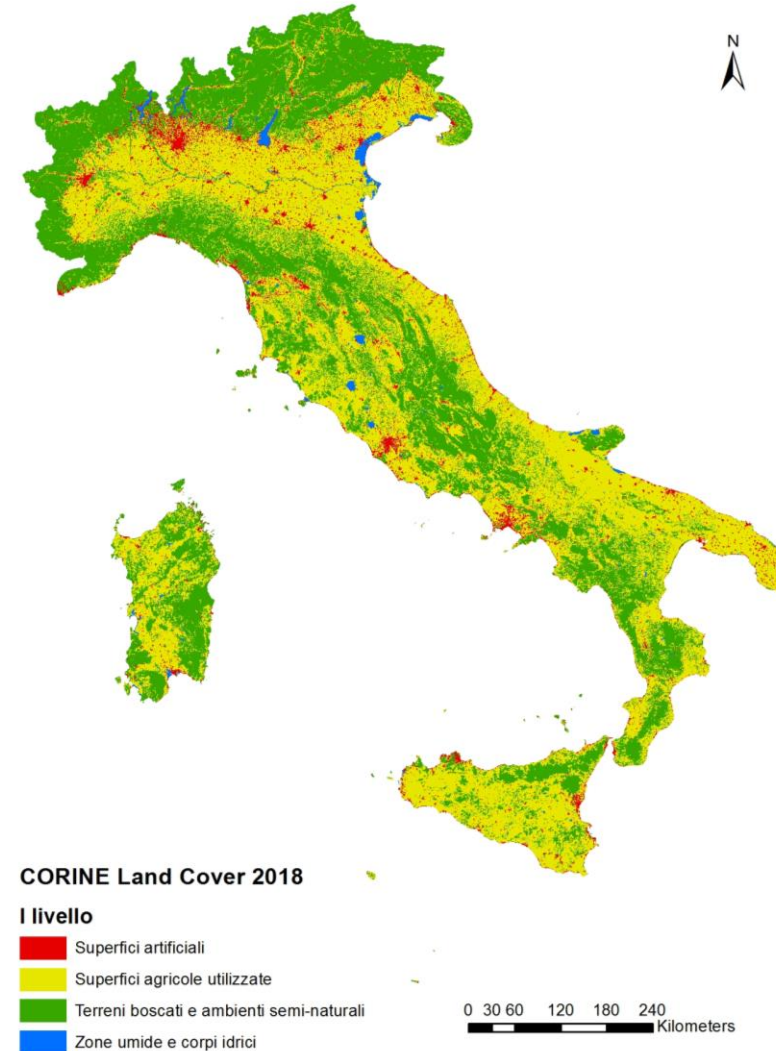 N
CORINE Land Cover 2018
I livello
Superfici artificiali
Superfici agricole utilizzate
Terreni boscati e ambienti semi-naturali
Zone umide e corpi idrici
0 30 60 120 180 240
Kilometers